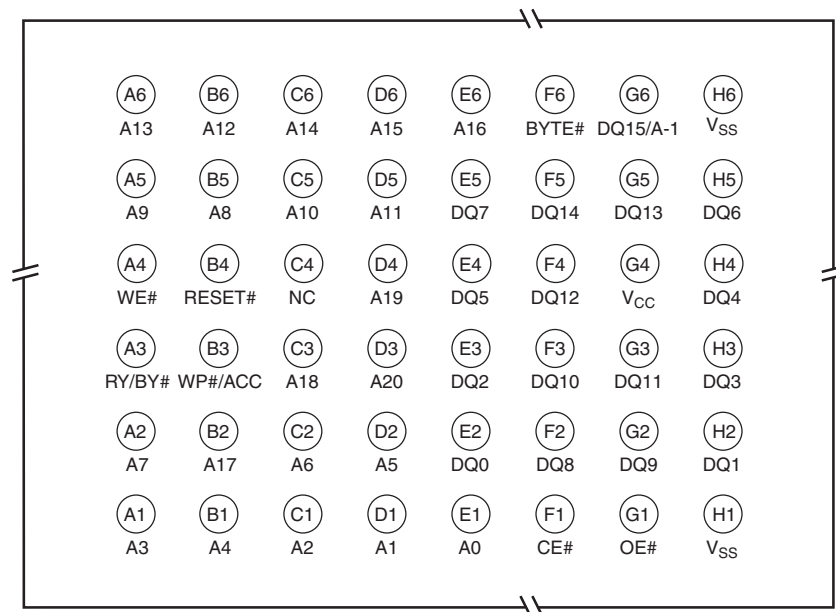 A6 B6 C6 D6 E6 F6 G6 H6
A13 A12 A14 A15 A16 BYTE# DQ15/A-1 VSS
A5 B5 C5 D5 E5 F5 G5 H5
A9 A8 A10 A11 DQ7 DQ14 DQ13 DQ6
A4 B4 C4 D4 E4 F4 G4 H4
WE# RESET# NC A19 DQ5 DQ12 VCC DQ4
A3 B3 C3 D3 E3 F3 G3 H3
RY/BY# WP#/ACC A18 A20 DQ2 DQ10 DQ11 DQ3
A2 B2 C2 D2 E2 F2 G2 H2
A7 A17 A6 A5 DQ0 DQ8 DQ9 DQ1
A1 B1 C1 D1 E1 F1 G1 H1
A3 A4 A2 A1 A0 CE# OE# VSS